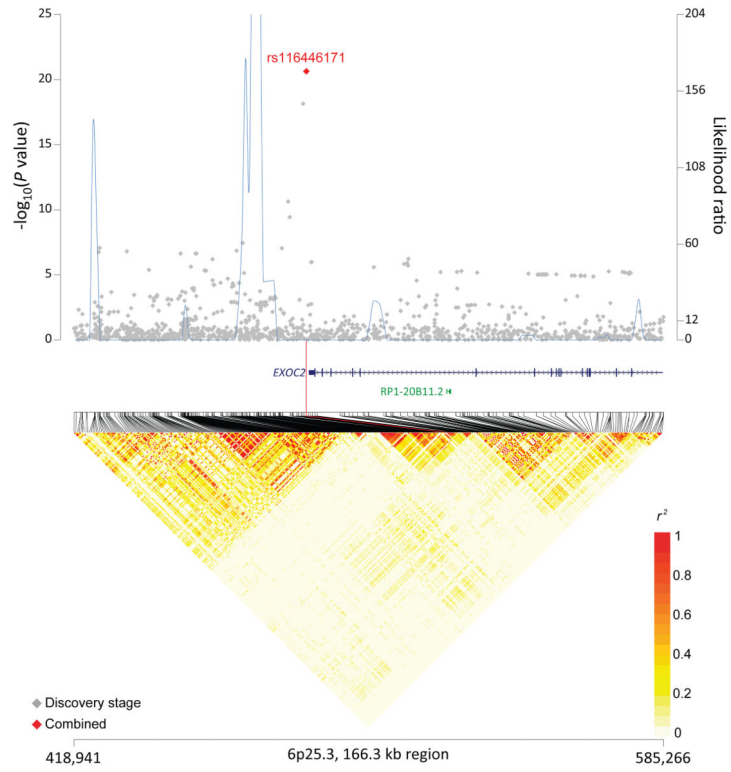 25
20
15
10
5
0
-log10(P value)
rs116446171
204
156
108
60
12
0
Likelihood ratio
EXOC2
RP1-20B11.2
r²
1
0.8
0.6
0.4
0.2
0
Discovery stage
Combined
418,941
6p25.3, 166.3 kb region
585,266